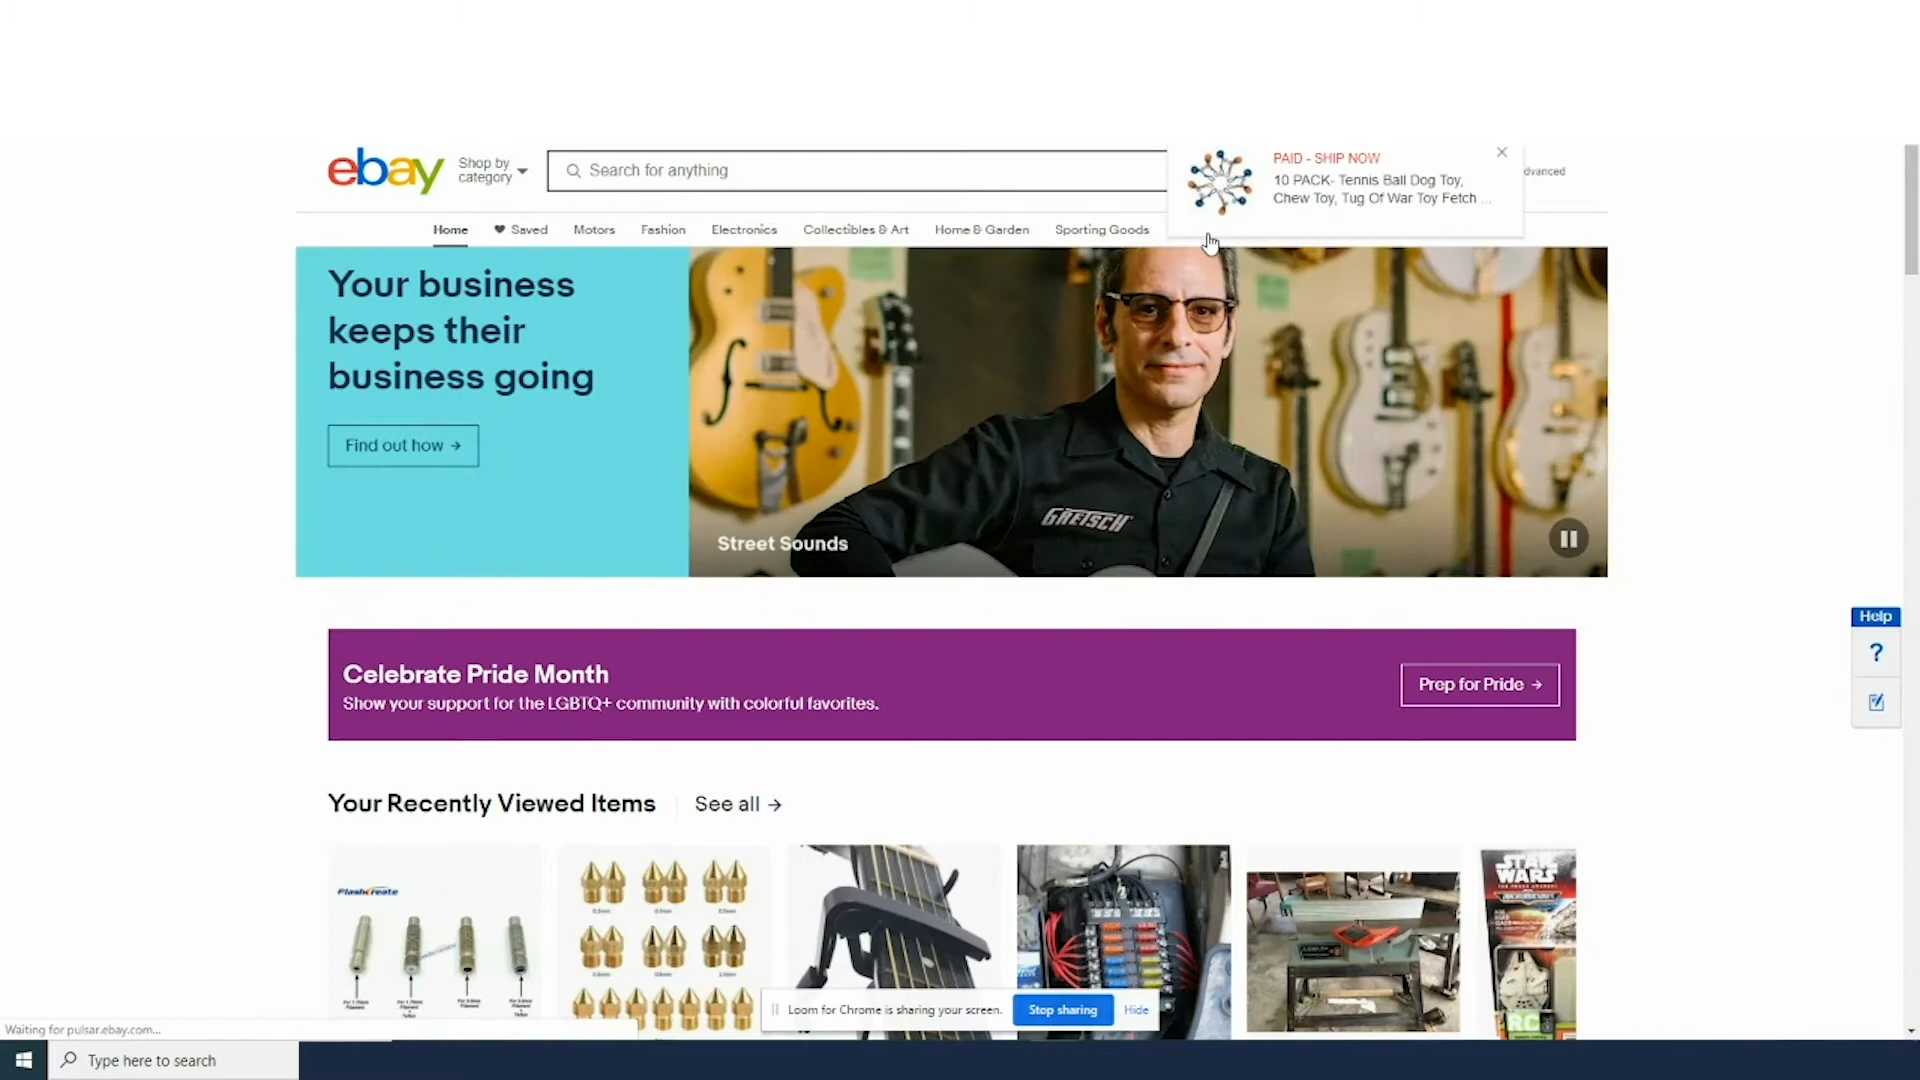 ebay
Shop by
category
Search for anything
PAID - SHIP NOW
10 PACK- Tennis Ball Dog Toy,
Chew Toy, Tug Of War Toy Fetch ...
dvanced
Home
Saved
Motors
Fashion
Electronics
Collectibles & Art
Home & Garden
Sporting Goods
Your business
keeps their
business going
Find out how →
GRETSCH
Street Sounds
Help
?
Celebrate Pride Month
Show your support for the LGBTQ+ community with colorful favorites.
Prep for Pride →
Your Recently Viewed Items
See all →
Flashcreate
STAR
WARS
RC
Loom for Chrome is sharing your screen.
Stop sharing
Hide
Waiting for pulsar.ebay.com...
Type here to search